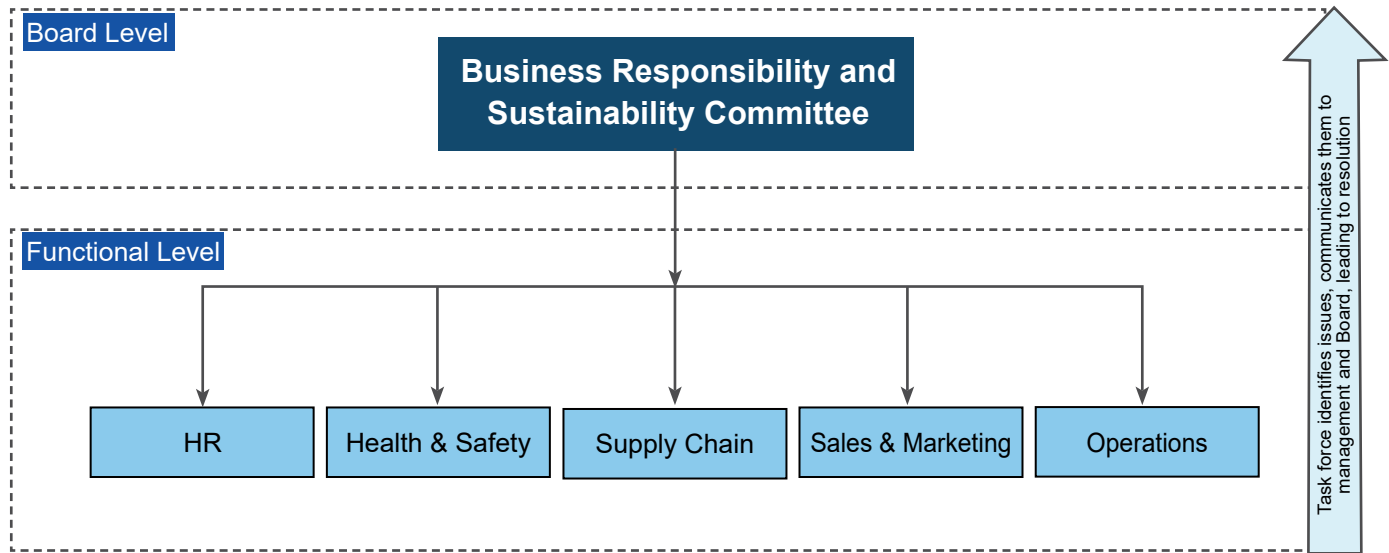 Board Level
Business Responsibility and
Sustainability Committee
Functional Level
HR
Health & Safety
Supply Chain
Sales & Marketing
Operations
Task force identifies issues, communicates them to
management and Board, leading to resolution